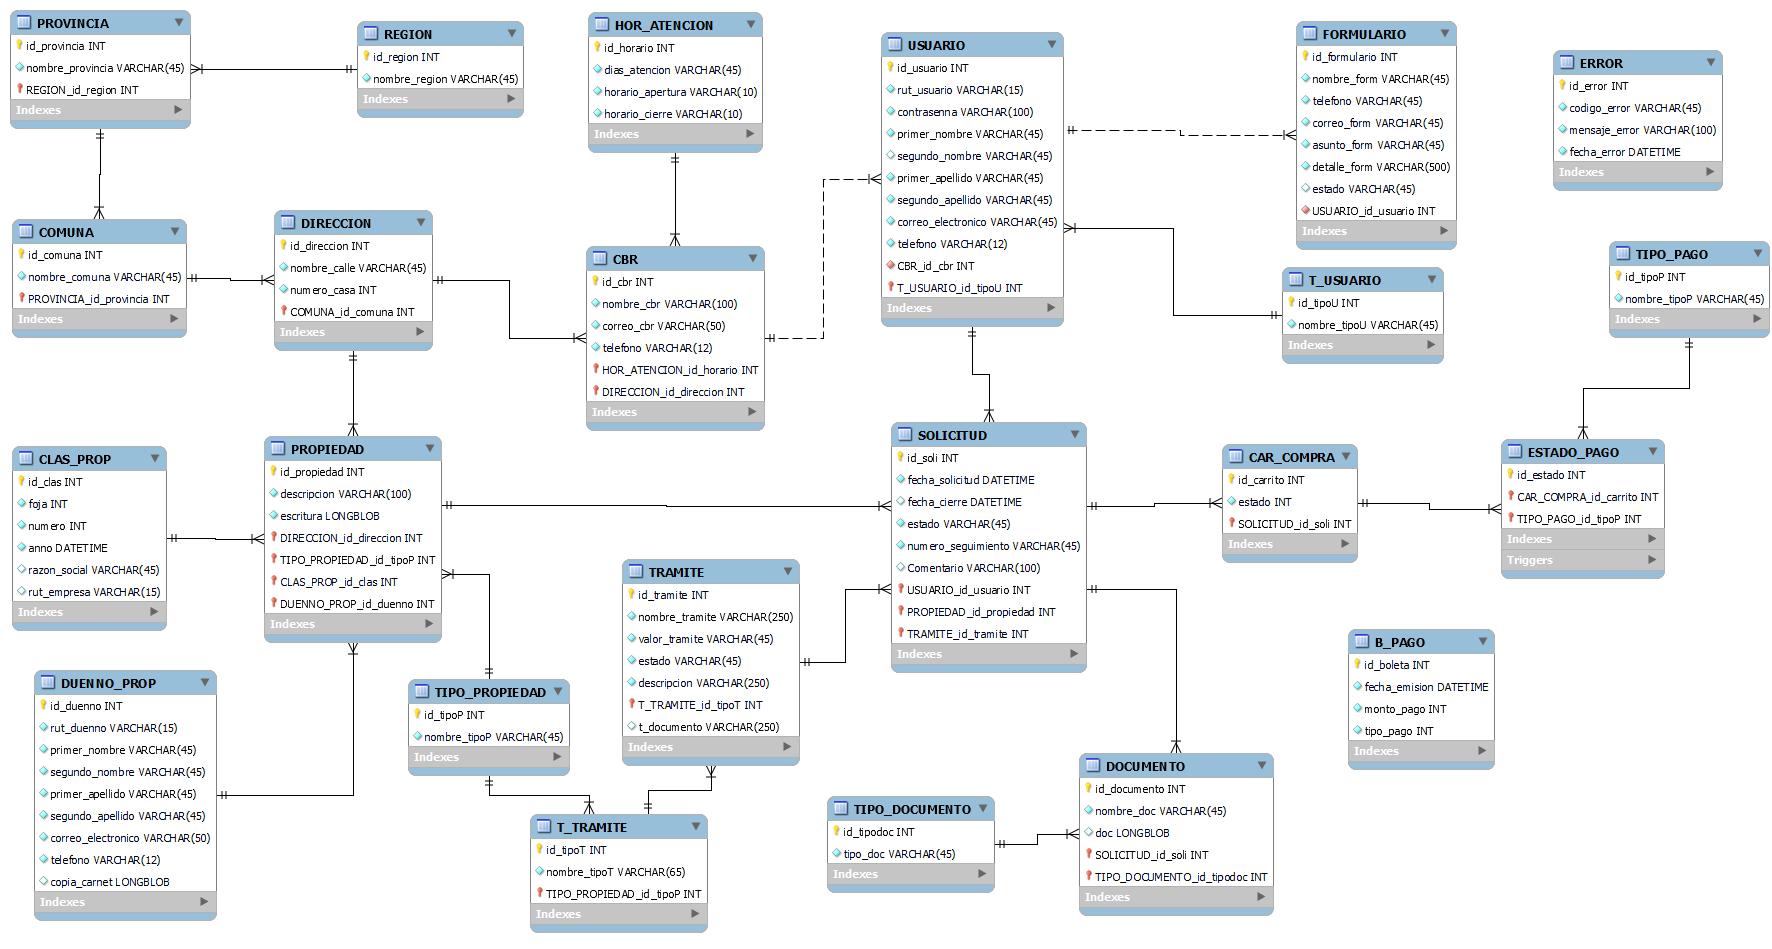 PROVINCIA
id_provincia INT
nombre_provincia VARCHAR(45)
REGION_id_region INT
Indexes
REGION
id_region INT
nombre_region VARCHAR(45)
Indexes
HOR_ATENCION
id_horario INT
dias_atencion VARCHAR(45)
horario_apertura VARCHAR(10)
horario_cierre VARCHAR(10)
Indexes
USUARIO
id_usuario INT
rut_usuario VARCHAR(15)
contrasenna VARCHAR(100)
primer_nombre VARCHAR(45)
segundo_nombre VARCHAR(45)
primer_apellido VARCHAR(45)
segundo_apellido VARCHAR(45)
correo_electronico VARCHAR(45)
telefono VARCHAR(12)
CBR_id_cbr INT
T_USUARIO_id_tipoU INT
Indexes
FORMULARIO
id_formulario INT
nombre_form VARCHAR(45)
telefono VARCHAR(45)
correo_form VARCHAR(45)
asunto_form VARCHAR(45)
detalle_form VARCHAR(500)
estado VARCHAR(45)
USUARIO_id_usuario INT
Indexes
ERROR
id_error INT
codigo_error VARCHAR(45)
mensaje_error VARCHAR(100)
fecha_error DATETIME
Indexes
COMUNA
id_comuna INT
nombre_comuna VARCHAR(45)
PROVINCIA_id_provincia INT
Indexes
DIRECCION
id_direccion INT
nombre_calle VARCHAR(45)
numero_casa INT
COMUNA_id_comuna INT
Indexes
CBR
id_cbr INT
nombre_cbr VARCHAR(100)
correo_cbr VARCHAR(50)
telefono VARCHAR(12)
HOR_ATENCION_id_horario INT
DIRECCION_id_direccion INT
Indexes
T_USUARIO
id_tipoU INT
nombre_tipoU VARCHAR(45)
Indexes
TIPO_PAGO
id_tipoP INT
nombre_tipoP VARCHAR(45)
Indexes
CLAS_PROP
id_clas INT
foja INT
numero INT
anno DATETIME
razon_social VARCHAR(45)
rut_empresa VARCHAR(15)
Indexes
PROPIEDAD
id_propiedad INT
descripcion VARCHAR(100)
escritura LONGBLOB
DIRECCION_id_direccion INT
TIPO_PROPIEDAD_id_tipoP INT
CLAS_PROP_id_clas INT
DUENNO_PROP_id_duenno INT
Indexes
SOLICITUD
id_soli INT
fecha_solicitud DATETIME
fecha_cierre DATETIME
estado VARCHAR(45)
numero_seguimiento VARCHAR(45)
Comentario VARCHAR(100)
USUARIO_id_usuario INT
PROPIEDAD_id_propiedad INT
TRAMITE_id_tramite INT
Indexes
CAR_COMPRA
id_carrito INT
estado INT
SOLICITUD_id_soli INT
Indexes
ESTADO_PAGO
id_estado INT
CAR_COMPRA_id_carrito INT
TIPO_PAGO_id_tipoP INT
Indexes
Triggers
TRAMITE
id_tramite INT
nombre_tramite VARCHAR(250)
valor_tramite VARCHAR(45)
estado VARCHAR(45)
descripcion VARCHAR(250)
T_TRAMITE_id_tipoT INT
t_documento VARCHAR(250)
Indexes
B_PAGO
id_boleta INT
fecha_emision DATETIME
monto_pago INT
tipo_pago INT
Indexes
DUENNO_PROP
id_duenno INT
rut_duenno VARCHAR(15)
primer_nombre VARCHAR(45)
segundo_nombre VARCHAR(45)
primer_apellido VARCHAR(45)
segundo_apellido VARCHAR(45)
correo_electronico VARCHAR(50)
telefono VARCHAR(12)
copia_carnet LONGBLOB
Indexes
TIPO_PROPIEDAD
id_tipoP INT
nombre_tipoP VARCHAR(45)
Indexes
T_TRAMITE
id_tipoT INT
nombre_tipoT VARCHAR(65)
TIPO_PROPIEDAD_id_tipoP INT
Indexes
TIPO_DOCUMENTO
id_tipodoc INT
tipo_doc VARCHAR(45)
Indexes
DOCUMENTO
id_documento INT
nombre_doc VARCHAR(45)
doc LONGBLOB
SOLICITUD_id_soli INT
TIPO_DOCUMENTO_id_tipodoc INT
Indexes